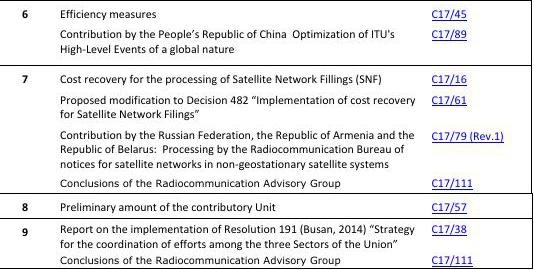 6 Efficiency measures C17/45
Contribution by the People's Republic of China Optimization of ITU's C17/89
High-Level Events of a global nature
7 Cost recovery for the processing of Satellite Network Fillings (SNF) C17/16
Proposed modification to Decision 482 "Implementation of cost recovery C17/61
for Satellite Network Filings"
Contribution by the Russian Federation, the Republic of Armenia and the C17/79 (Rev.1)
Republic of Belarus: Processing by the Radiocommunication Bureau of
notices for satellite networks in non-geostationary satellite systems
Conclusions of the Radiocommunication Advisory Group C17/111
8 Preliminary amount of the contributory Unit C17/57
9 Report on the implementation of Resolution 191 (Busan, 2014) "Strategy C17/38
for the coordination of efforts among the three Sectors of the Union"
Conclusions of the Radiocommunication Advisory Group C17/111